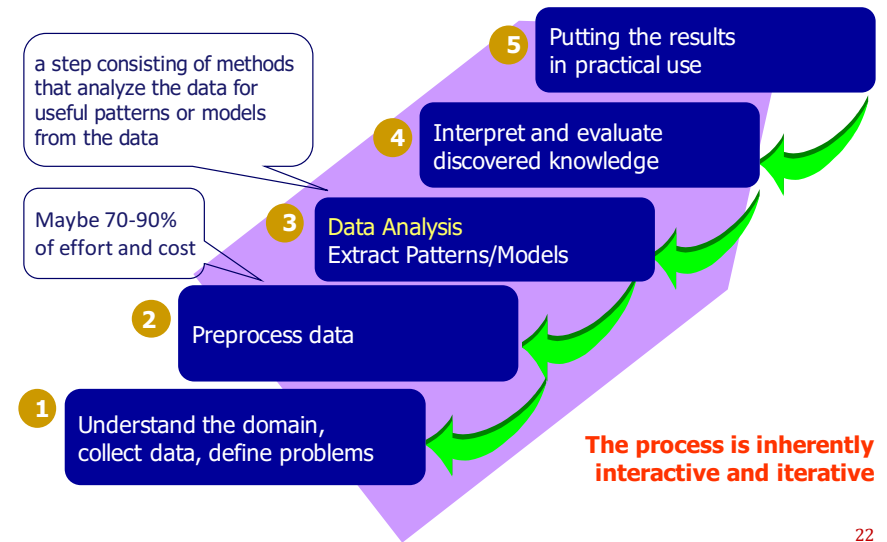 5
Putting the results
in practical use
a step consisting of methods
that analyze the data for
useful patterns or models
from the data
4
Interpret and evaluate
discovered knowledge
Maybe 70-90%
of effort and cost
3
Data Analysis
Extract Patterns/Models
2
Preprocess data
1
Understand the domain,
collect data, define problems
The process is inherently
interactive and iterative
22